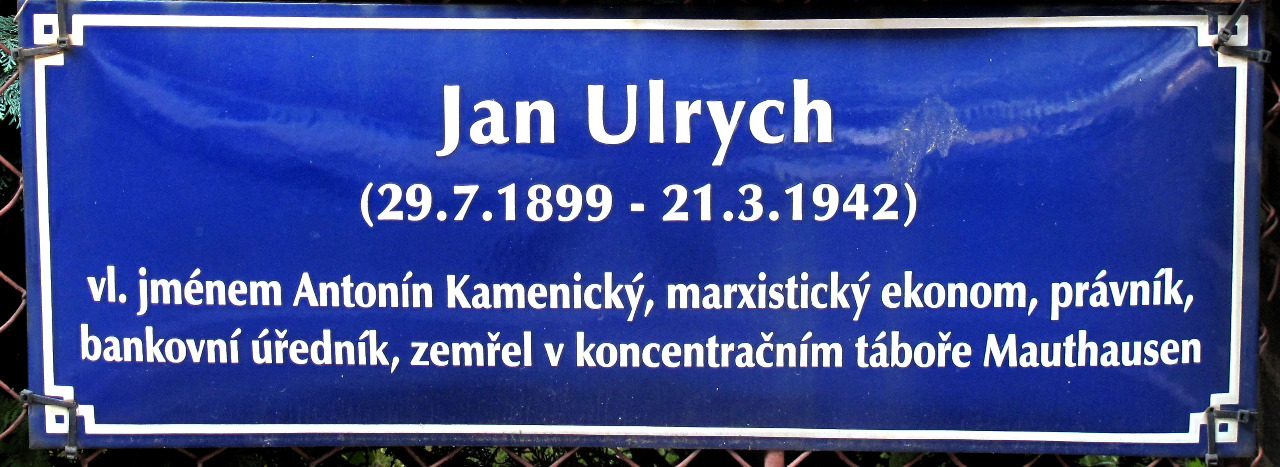 Jan Ulrych
(29.7.1899 - 21.3.1942)
vl. jménem Antonín Kamenický, marxistický ekonom, právník,
bankovní úředník, zemřel v koncentračním táboře Mauthausen